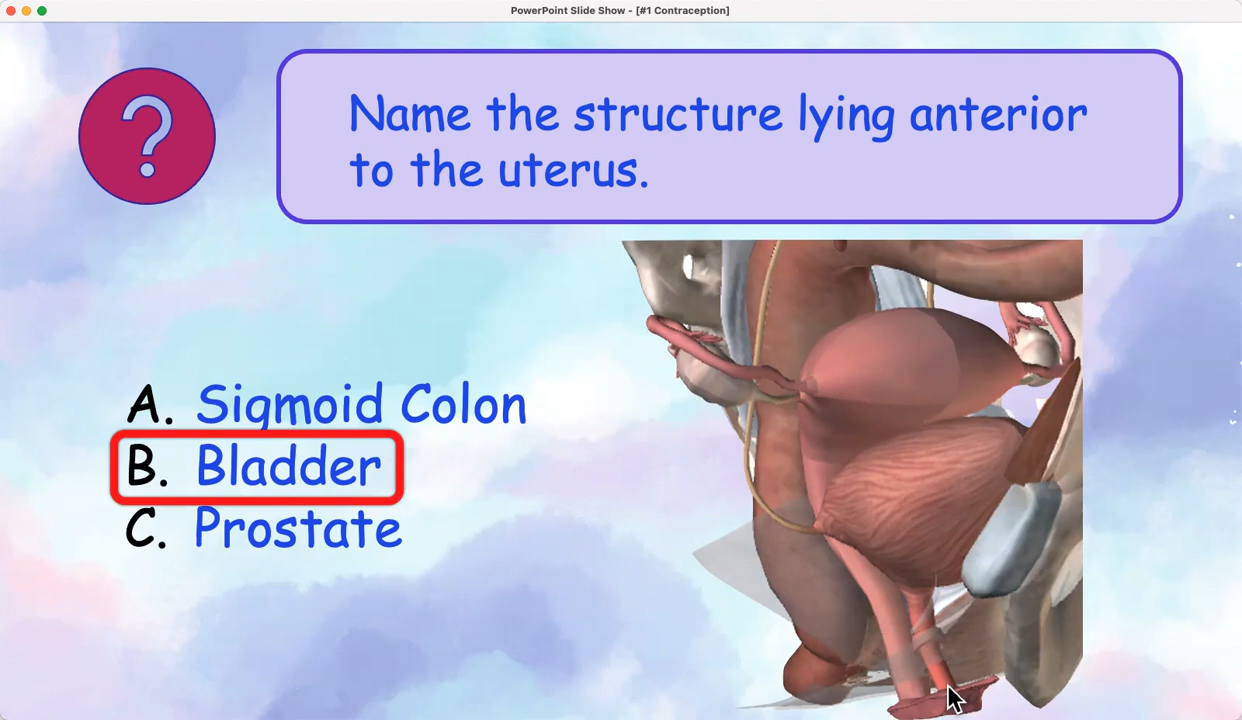 PowerPoint Slide Show - [#1 Contraception]
?
Name the structure lying anterior
to the uterus.
A. Sigmoid Colon
B. Bladder
C. Prostate